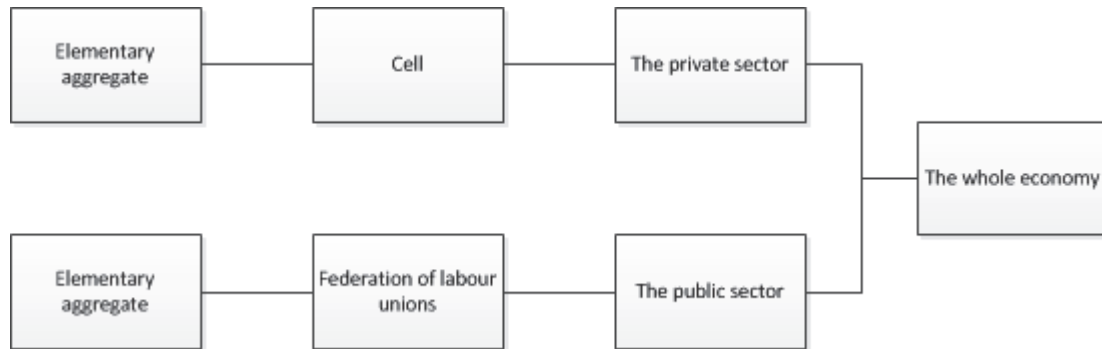 Elementary
aggregate
Cell
The private sector
The whole economy
Elementary
aggregate
Federation of labour
unions
The public sector